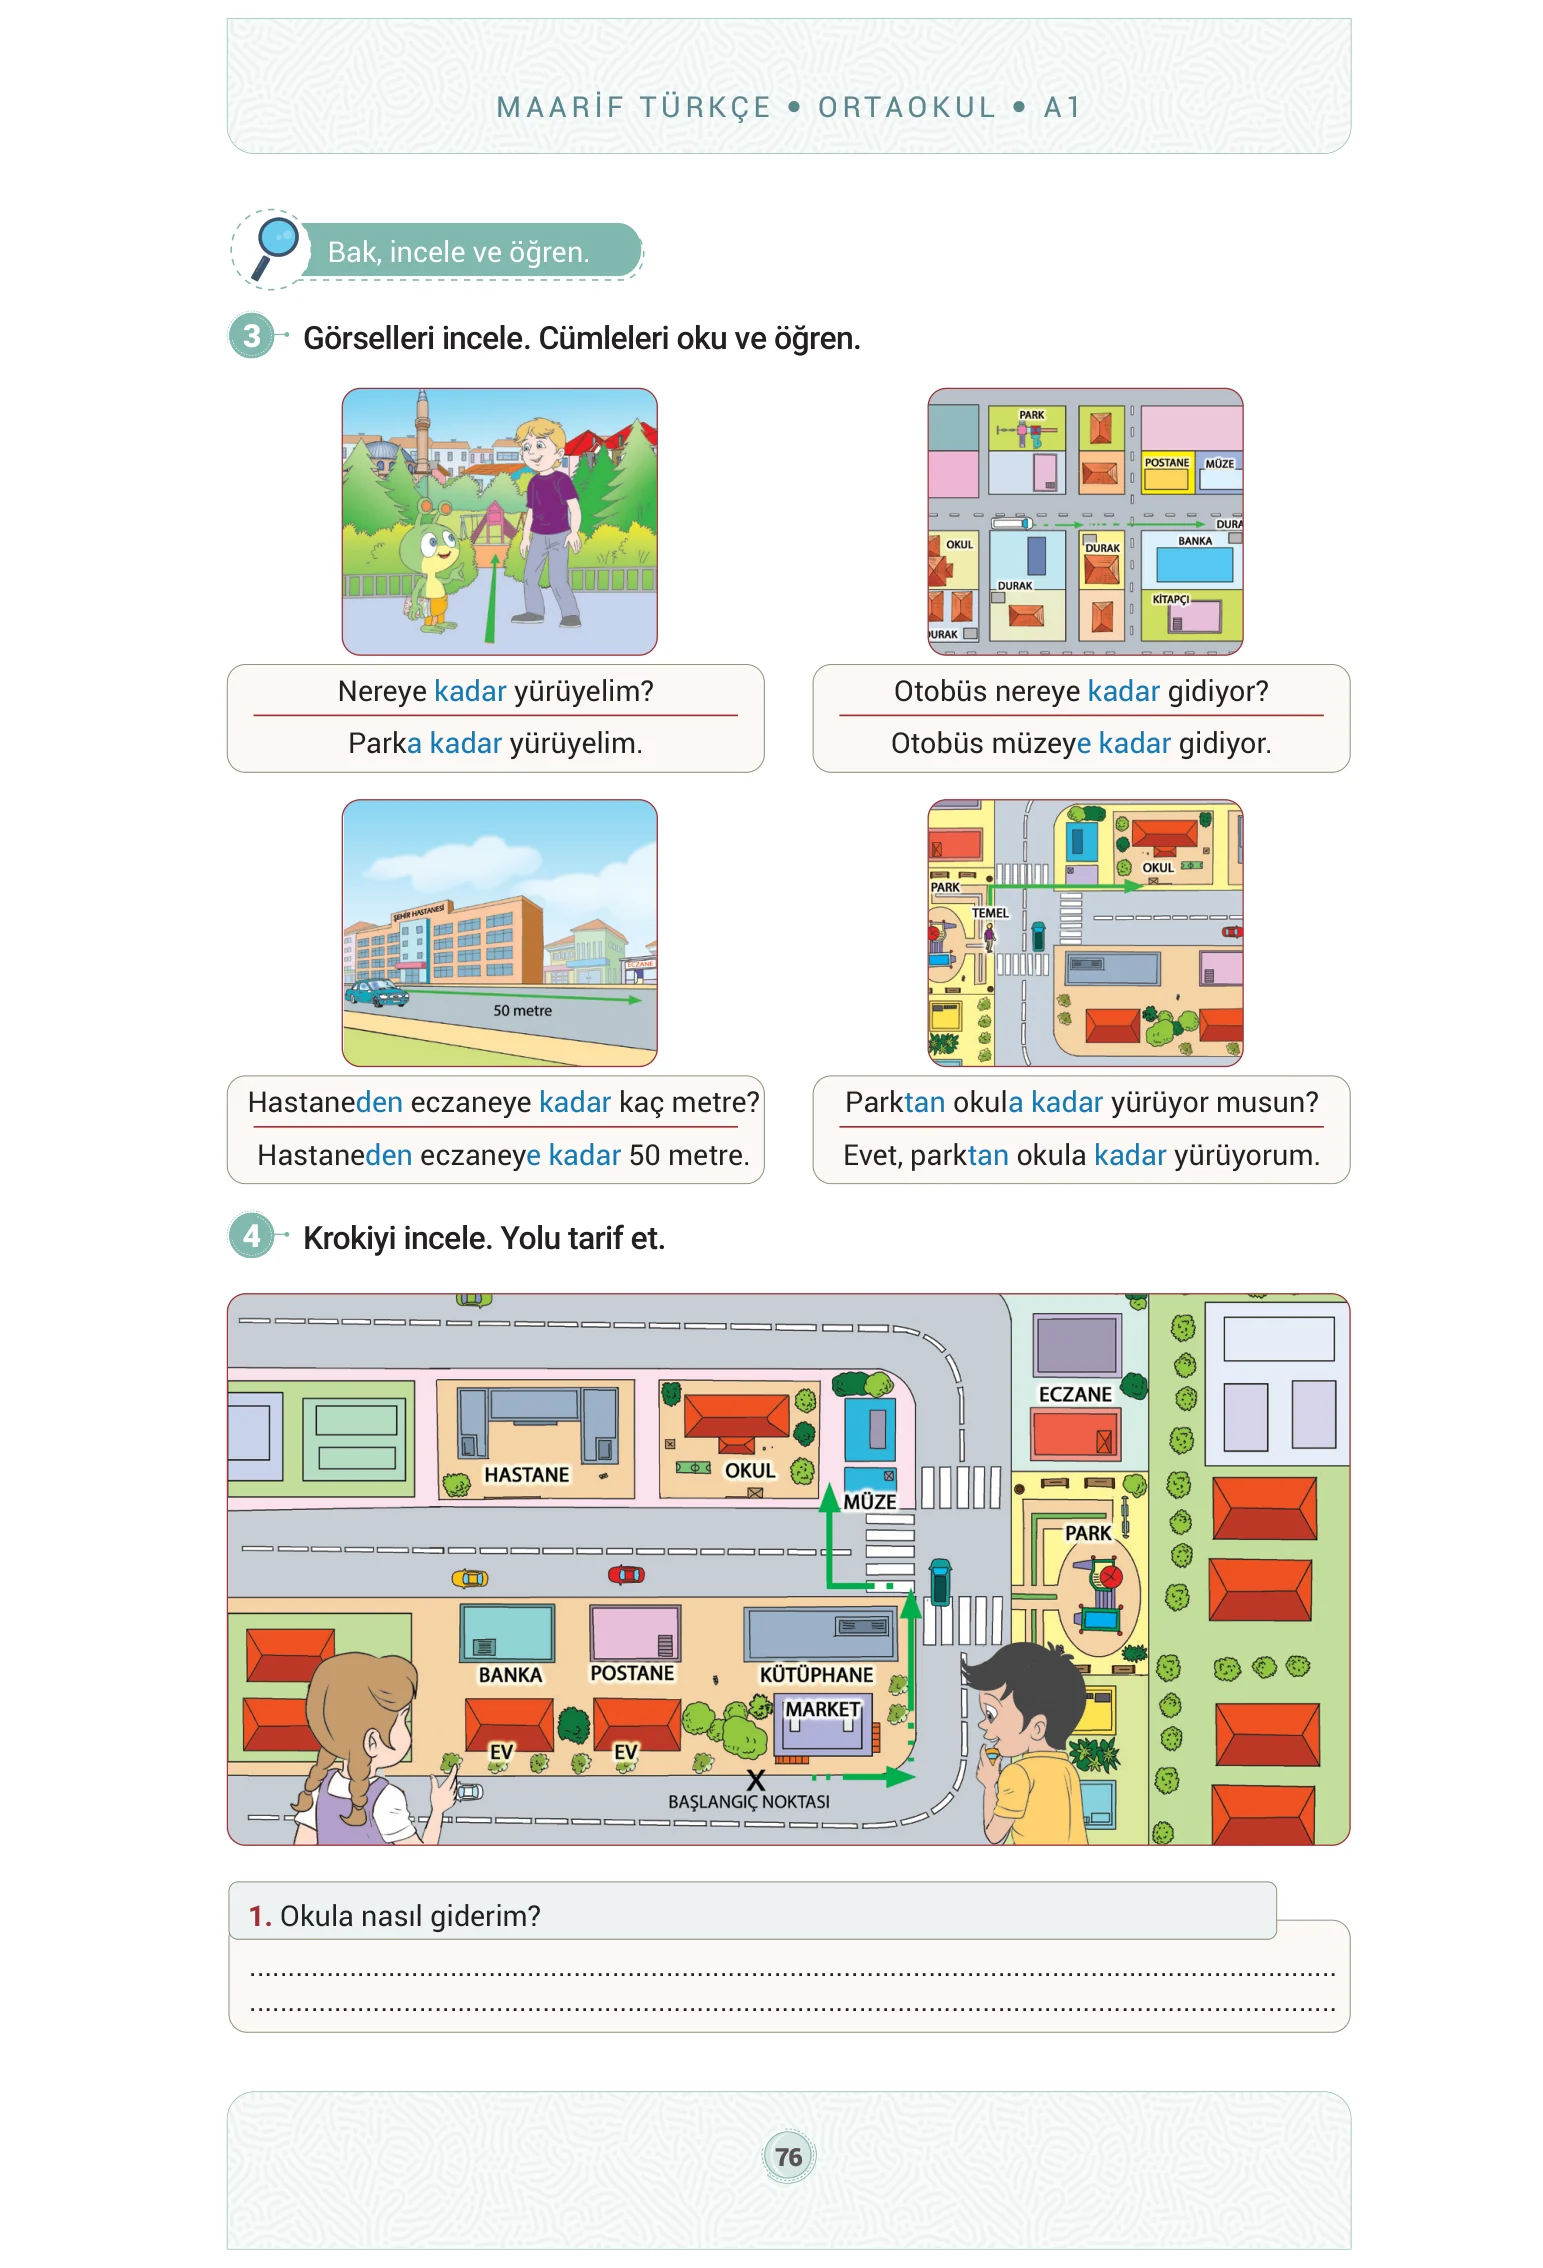 MAARİF TÜRKÇE • ORTAOKUL • A1
Bak, incele ve öğren.
3 Görselleri incele. Cümleleri oku ve öğren.
PARK
POSTANE MÜZE
DURA
OKUL
DURAK
BANKA
DURAK
KİTAPÇI
DURAK
Nereye kadar yürüyelim?
Parka kadar yürüyelim.
Otobüs nereye kadar gidiyor?
Otobüs müzeye kadar gidiyor.
ŞEHİR HASTANESİ
ECZANE
50 metre
OKUL
PARK
TEMEL
Hastaneden eczaneye kadar kaç metre?
Hastaneden eczaneye kadar 50 metre.
Parktan okula kadar yürüyor musun?
Evet, parktan okula kadar yürüyorum.
4 Krokiyi incele. Yolu tarif et.
ECZANE
HASTANE
OKUL
MÜZE
PARK
BANKA
POSTANE
KÜTÜPHANE
MARKET
EV
EV
X
BAŞLANGIÇ NOKTASI
1. Okula nasıl giderim?
76